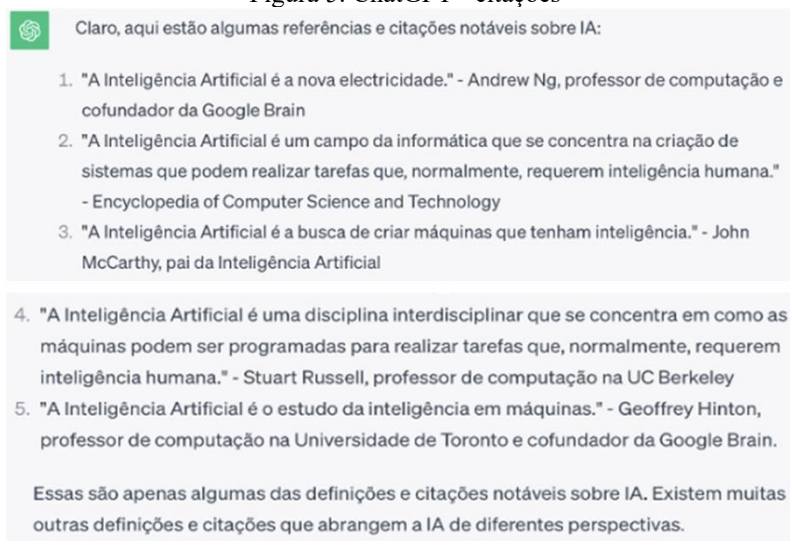 Claro, aqui estão algumas referências e citações notáveis sobre IA:
1. "A Inteligência Artificial é a nova electricidade." - Andrew Ng, professor de computação e
cofundador da Google Brain
2. "A Inteligência Artificial é um campo da informática que se concentra na criação de
sistemas que podem realizar tarefas que, normalmente, requerem inteligência humana."
- Encyclopedia of Computer Science and Technology
3. "A Inteligência Artificial é a busca de criar máquinas que tenham inteligência." - John
McCarthy, pai da Inteligência Artificial
4. "A Inteligência Artificial é uma disciplina interdisciplinar que se concentra em como as
máquinas podem ser programadas para realizar tarefas que, normalmente, requerem
inteligência humana." - Stuart Russell, professor de computação na UC Berkeley
5. "A Inteligência Artificial é o estudo da inteligência em máquinas." - Geoffrey Hinton,
professor de computação na Universidade de Toronto e cofundador da Google Brain.
Essas são apenas algumas das definições e citações notáveis sobre IA. Existem muitas
outras definições e citações que abrangem a IA de diferentes perspectivas.